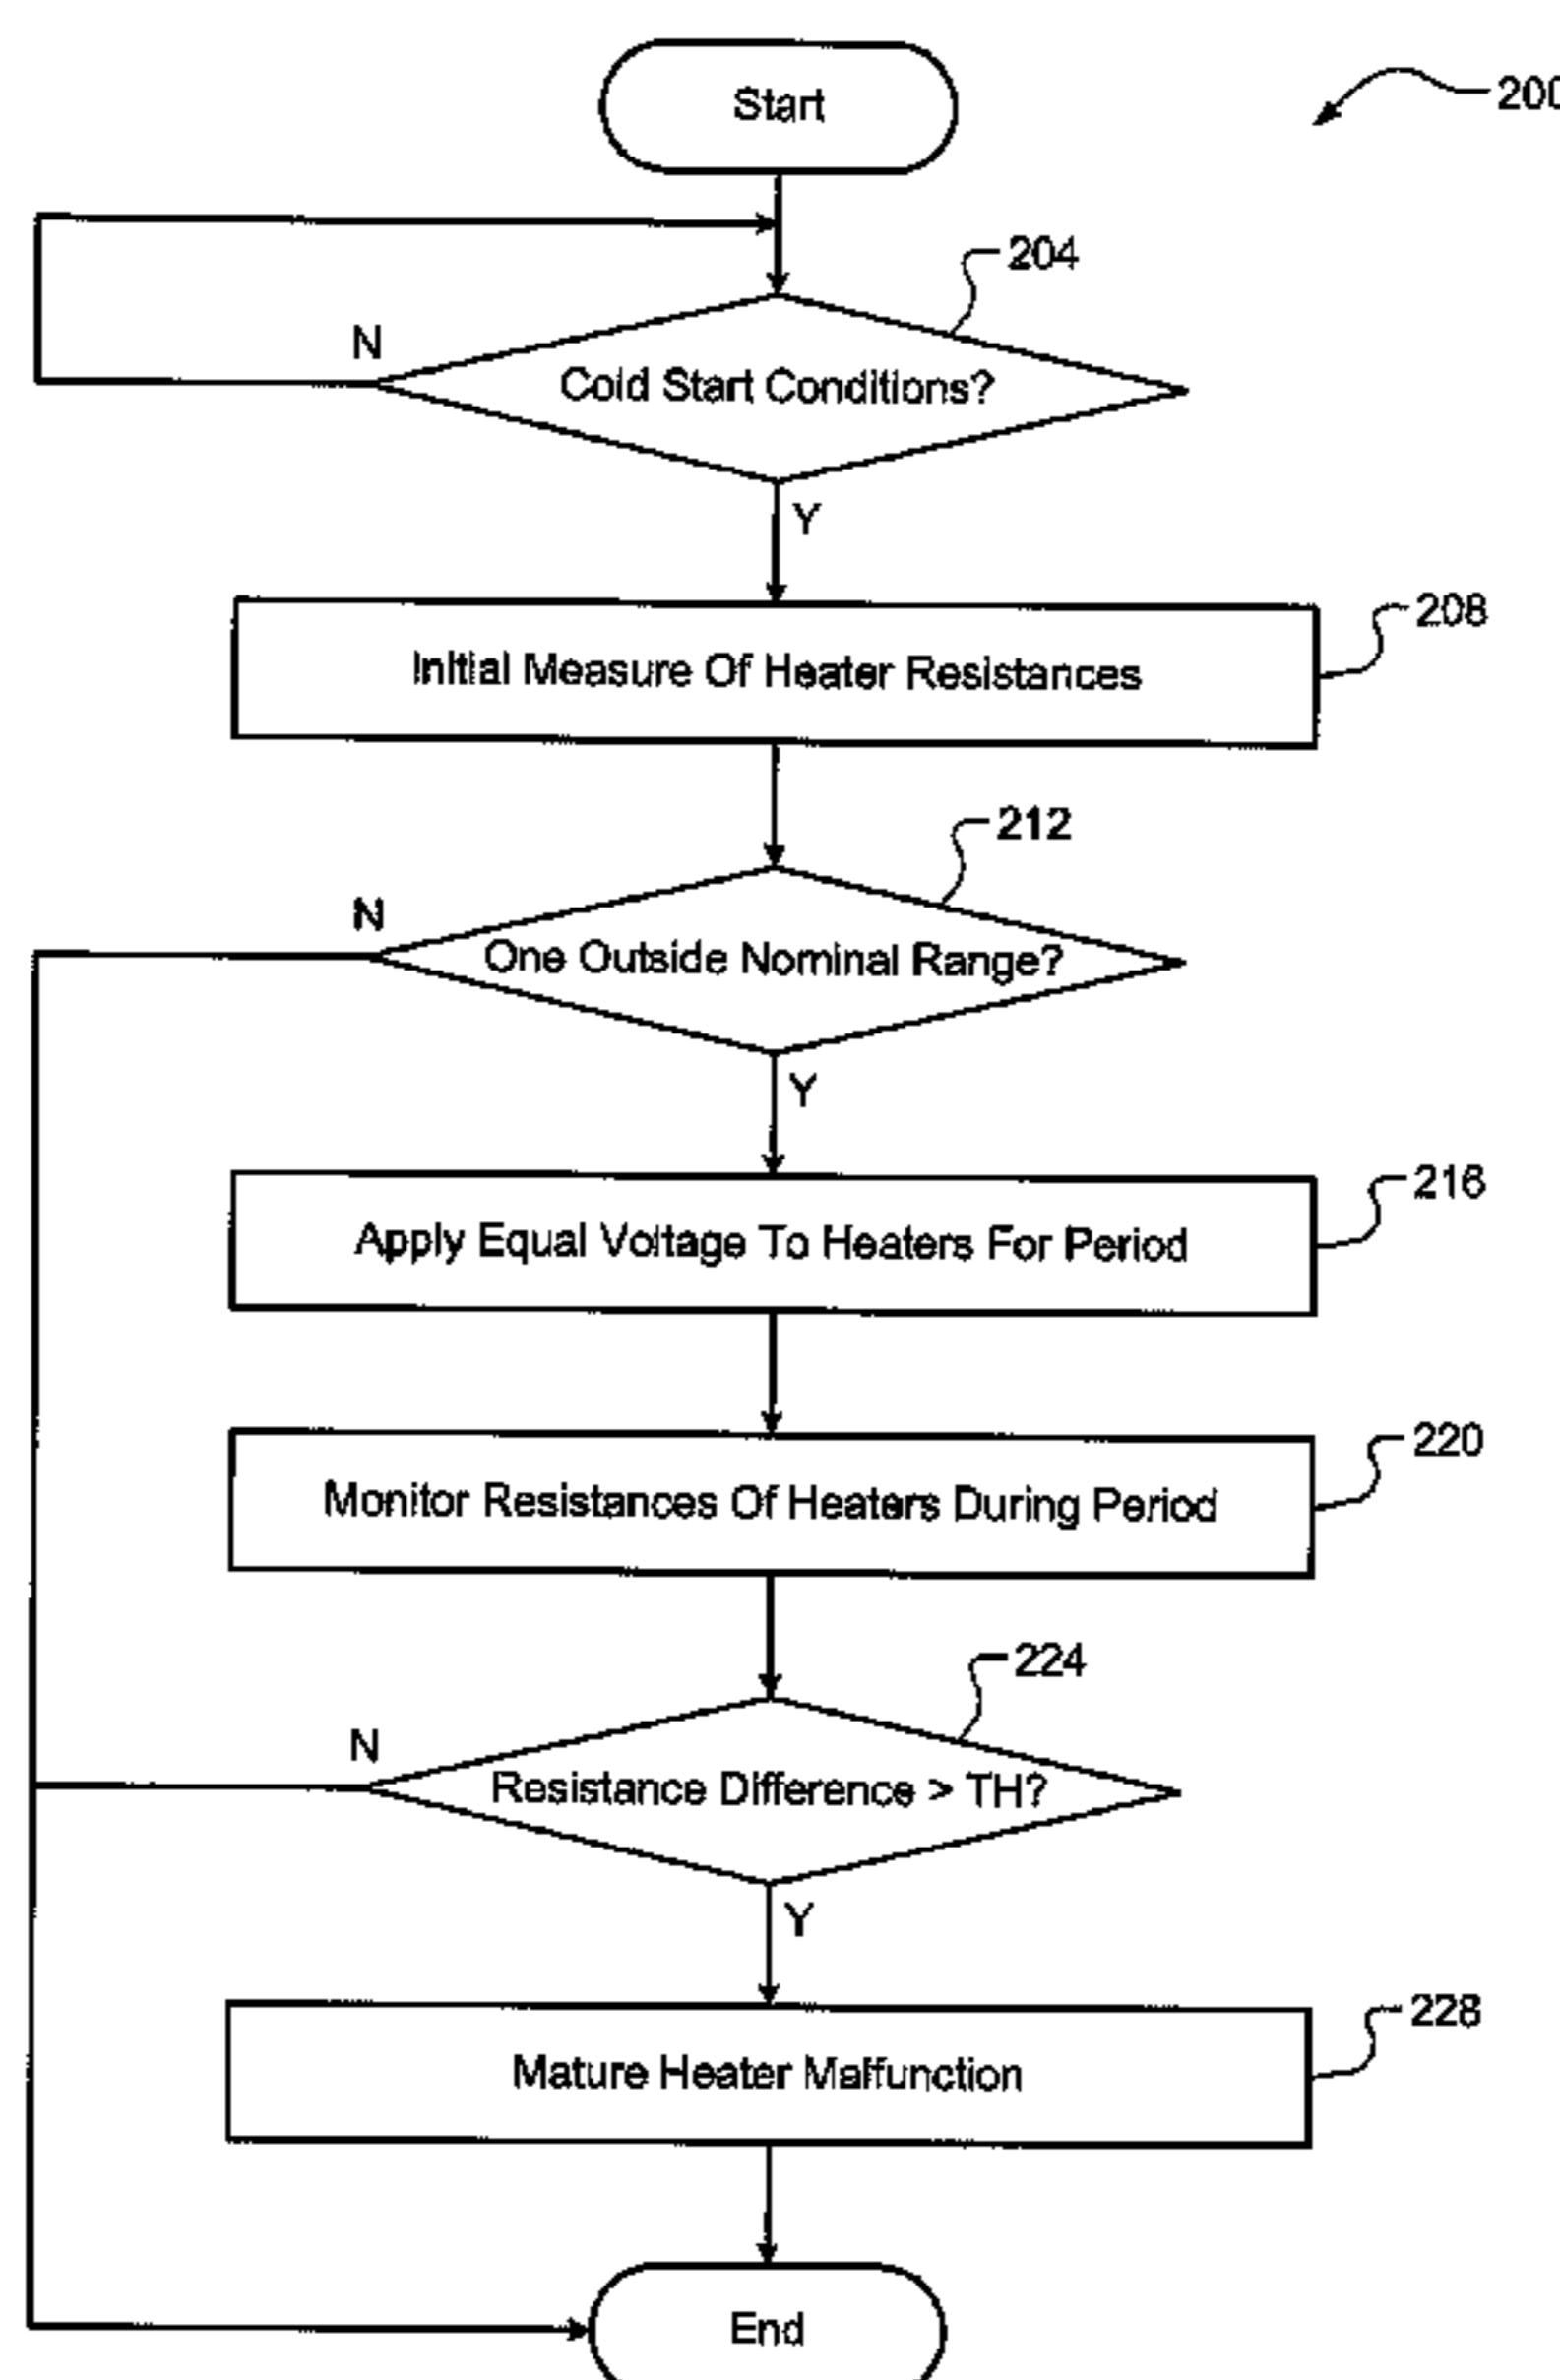 Start
200
204
N
Cold Start Conditions?
Y
208
Initial Measure Of Heater Resistances
212
N
One Outside Nominal Range?
Y
216
Apply Equal Voltage To Heaters For Period
220
Monitor Resistances Of Heaters During Period
224
N
Resistance Difference > TH?
Y
228
Mature Heater Malfunction
End